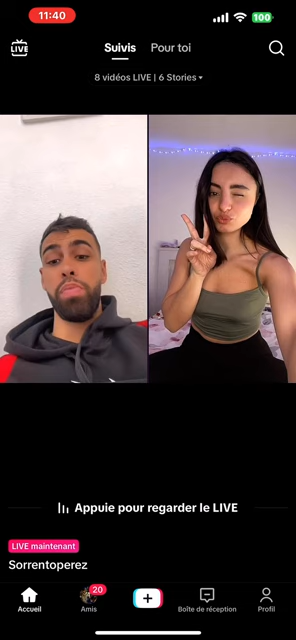 11:40
100
LIVE
Suivis Pour toi
8 vidéos LIVE | 6 Stories
Appuie pour regarder le LIVE
LIVE maintenant
Sorrentoperez
20
Accueil Amis Boîte de réception Profil